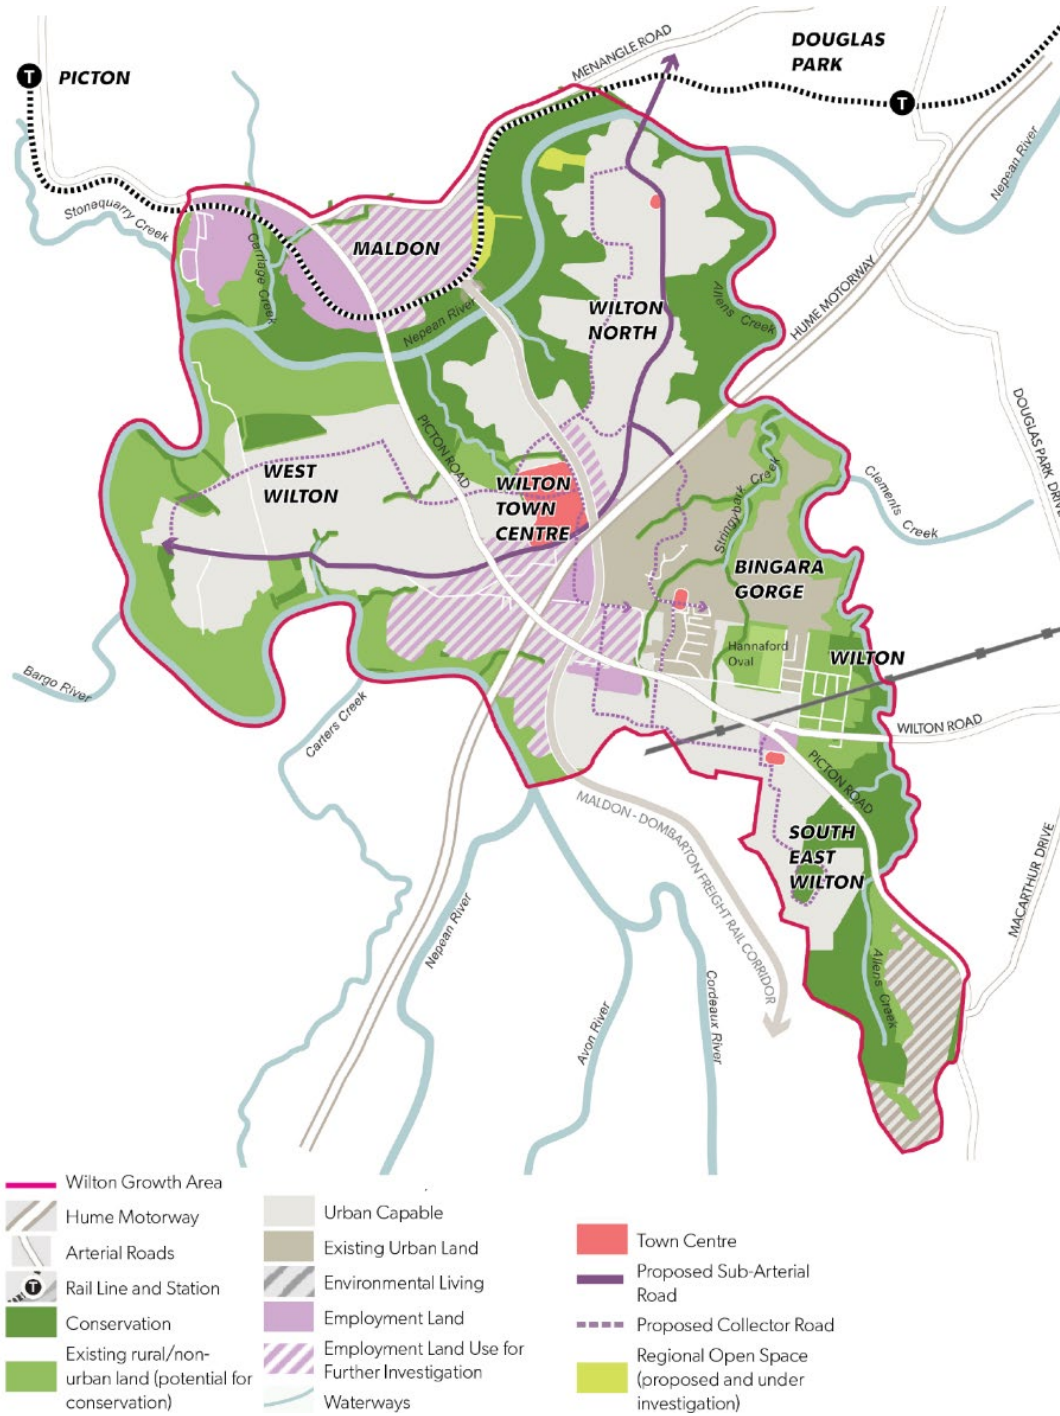 MENANGLE ROAD
DOUGLAS
PARK
T
PICTON
T
Nepean River
Stonequarry Creek
Carriage Creek
MALDON
HUME MOTORWAY
Allens Creek
WILTON
NORTH
Nepean River
DOUGLAS PARK DRIVE
PICTON ROAD
WEST
WILTON
WILTON
TOWN
CENTRE
Stringybark Creek
Clements Creek
BINGARA
GORGE
Hannaford
Oval
WILTON
Bargo River
Carters Creek
WILTON ROAD
PICTON ROAD
MALDON - DOMBARTON FREIGHT RAIL CORRIDOR
SOUTH
EAST
WILTON
MACARTHUR DRIVE
Nepean River
Avon River
Cordeaux River
Allens Creek
Wilton Growth Area
Hume Motorway
Arterial Roads
T
Rail Line and Station
Conservation
Existing rural/non-
urban land (potential for
conservation)
Urban Capable
Existing Urban Land
Environmental Living
Employment Land
Employment Land Use for
Further Investigation
Waterways
Town Centre
Proposed Sub-Arterial
Road
Proposed Collector Road
Regional Open Space
(proposed and under
investigation)